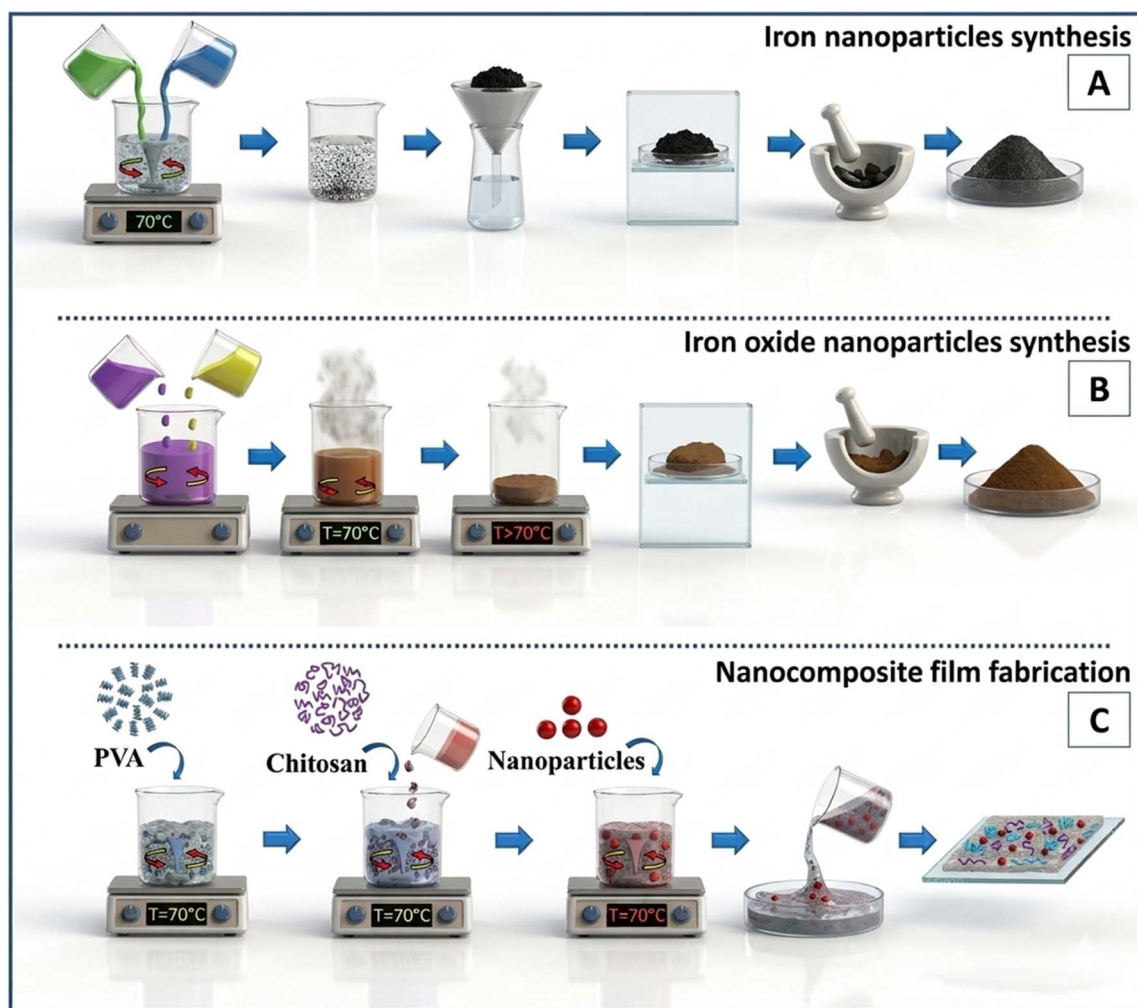 Iron nanoparticles synthesis
A
70°C
Iron oxide nanoparticles synthesis
B
T=70°C
T>70°C
Nanocomposite film fabrication
C
PVA
Chitosan
Nanoparticles
T=70°C
T=70°C
T=70°C